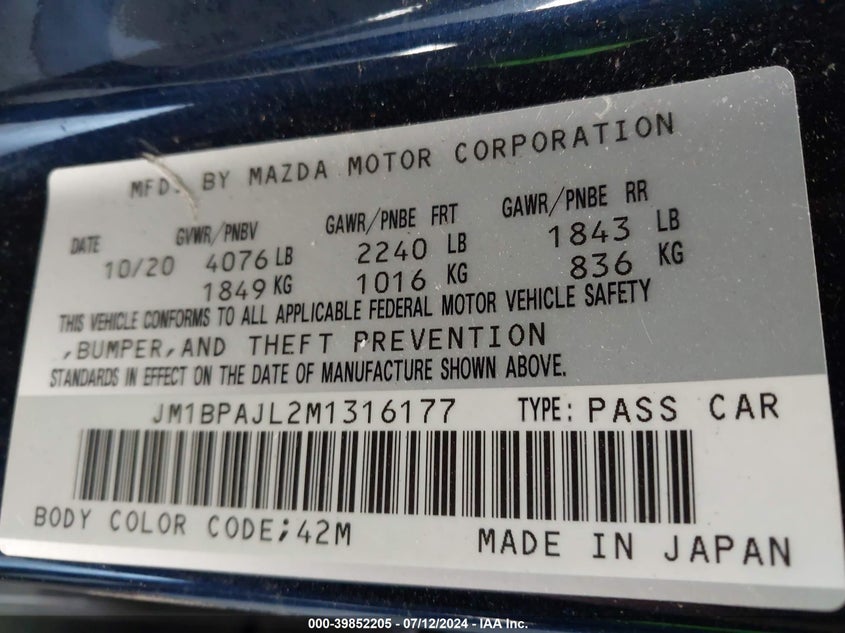 MFD. BY MAZDA MOTOR CORPORATION
DATE GVWR/PNBV GAWR/PNBE FRT GAWR/PNBE RR
10/20 4076 LB 2240 LB 1843 LB
1849 KG 1016 KG 836 KG
THIS VEHICLE CONFORMS TO ALL APPLICABLE FEDERAL MOTOR VEHICLE SAFETY
,BUMPER,AND THEFT PREVENTION
STANDARDS IN EFFECT ON THE DATE OF MANUFACTURE SHOWN ABOVE.
JM1BPAJL2M1316177 TYPE: PASS CAR
BODY COLOR CODE;42M MADE IN JAPAN
000-39852205 - 07/12/2024 - IAA Inc.